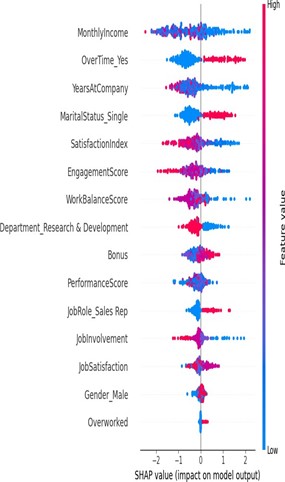 High
MonthlyIncome
OverTime_Yes
YearsAtCompany
MaritalStatus_Single
SatisfactionIndex
EngagementScore
WorkBalanceScore
Department_Research & Development
Bonus
PerformanceScore
JobRole_Sales Rep
JobInvolvement
JobSatisfaction
Gender_Male
Overworked
Feature value
Low
−2 −1 0 1 2
SHAP value (impact on model output)